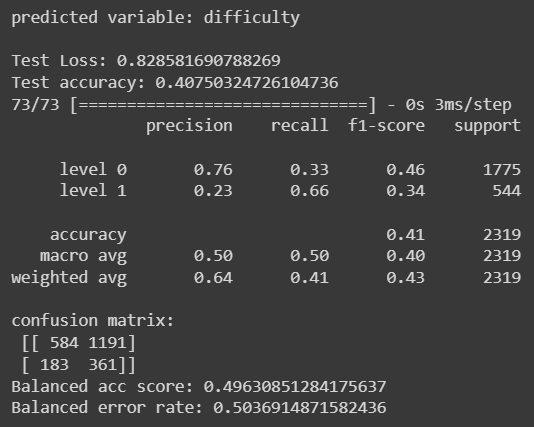 predicted variable: difficulty
Test Loss: 0.828581690788269
Test accuracy: 0.40750324726104736
73/73 [==============================] - 0s 3ms/step
precision recall f1-score support
level 0 0.76 0.33 0.46 1775
level 1 0.23 0.66 0.34 544
accuracy 0.41 2319
macro avg 0.50 0.50 0.40 2319
weighted avg 0.64 0.41 0.43 2319
confusion matrix:
[[ 584 1191]
[ 183 361]]
Balanced acc score: 0.49630851284175637
Balanced error rate: 0.5036914871582436